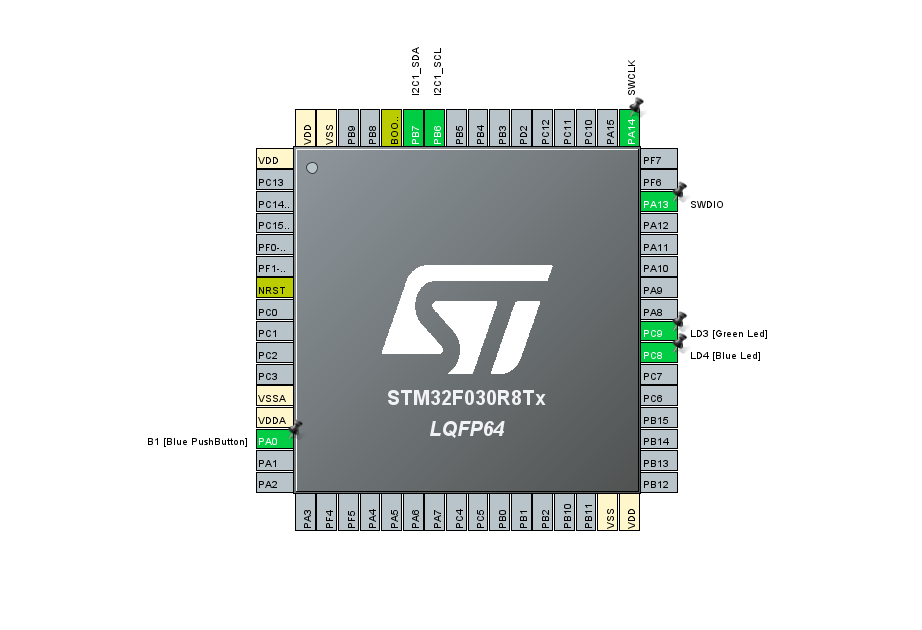 I2C1_SDA
I2C1_SCL
SWCLK
VDD
VSS
PB9
PB8
BOO..
PB7
PB6
PB5
PB4
PB3
PD2
PC12
PC11
PC10
PA15
PA14
VDD
PC13
PC14..
PC15..
PF0-..
PF1-..
NRST
PC0
PC1
PC2
PC3
VSSA
VDDA
B1 [Blue PushButton] PA0
PA1
PA2
ST
STM32F030R8Tx
LQFP64
PF7
PF6
PA13 SWDIO
PA12
PA11
PA10
PA9
PA8
PC9 LD3 [Green Led]
PC8 LD4 [Blue Led]
PC7
PC6
PB15
PB14
PB13
PB12
PA3
PF4
PF5
PA4
PA5
PA6
PA7
PC4
PC5
PB0
PB1
PB2
PB10
PB11
VSS
VDD